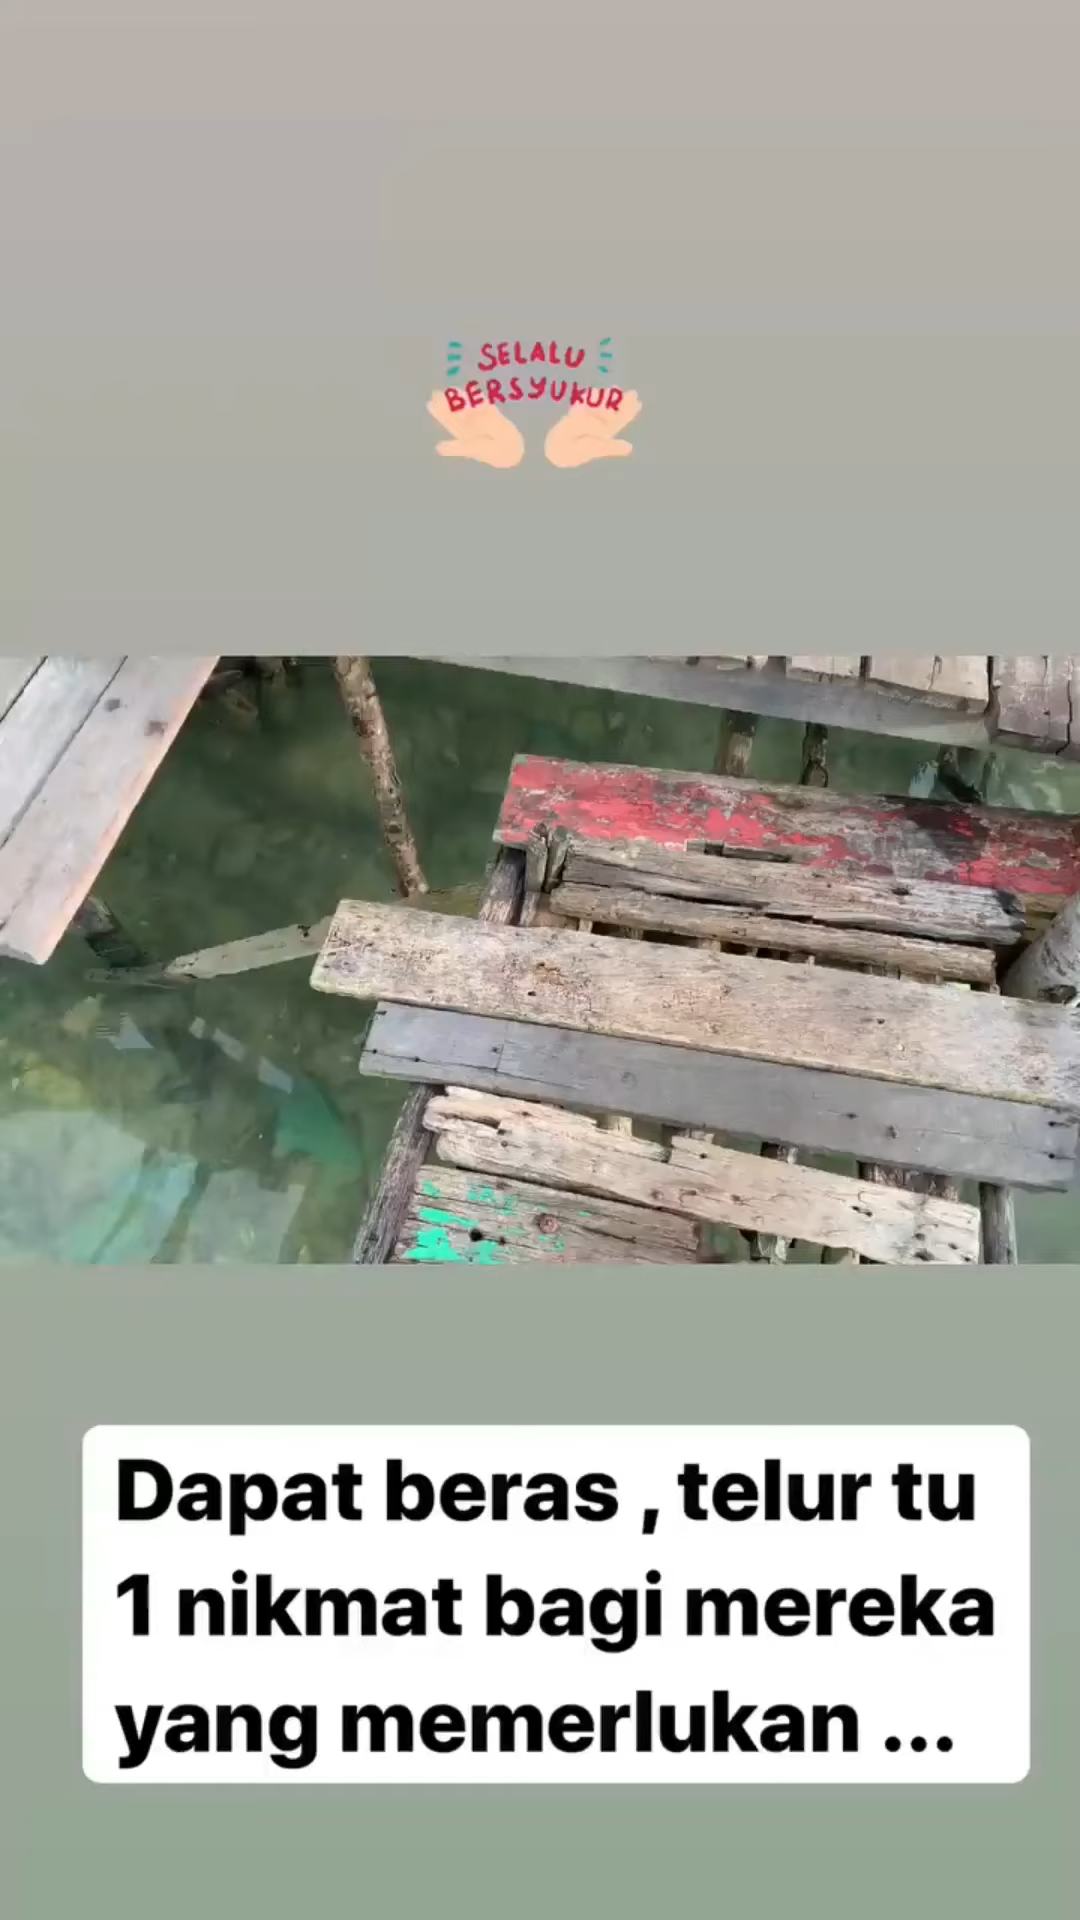 SELALU
BERSYUKUR
Dapat beras , telur tu
1 nikmat bagi mereka
yang memerlukan ...